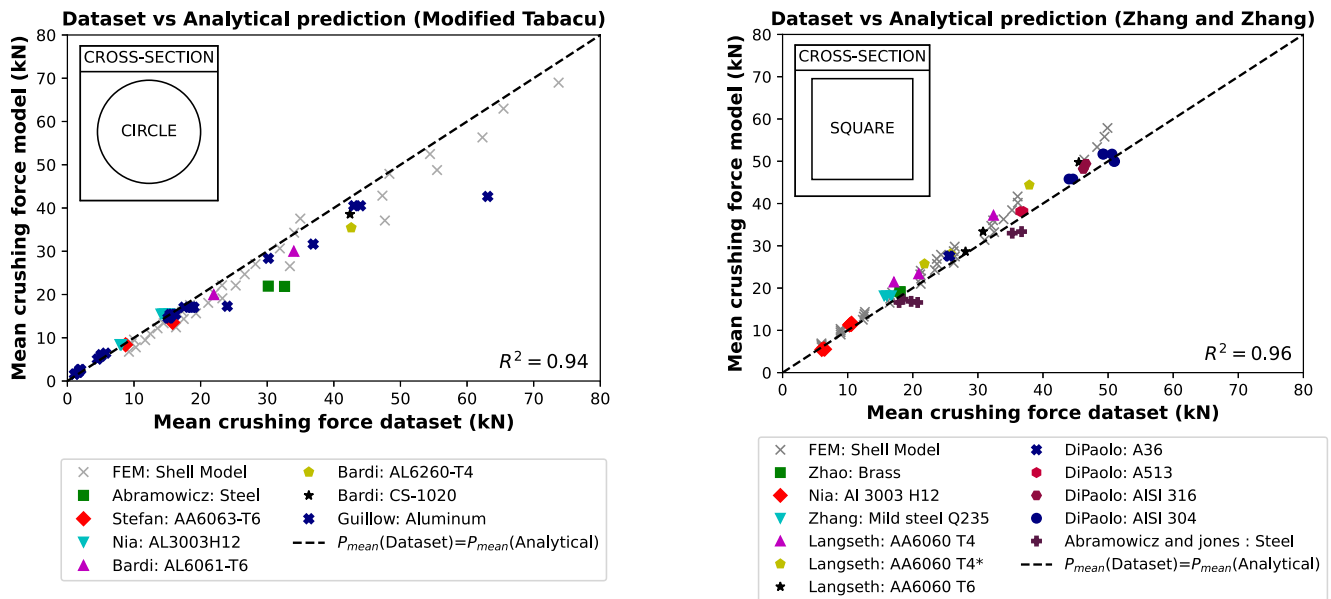 Dataset vs Analytical prediction (Modified Tabacu)
Mean crushing force model (kN)
80
70
60
50
40
30
20
10
0
CROSS-SECTION
CIRCLE
R² = 0.94
0 10 20 30 40 50 60 70 80
Mean crushing force dataset (kN)
FEM: Shell Model
Abramowicz: Steel
Stefan: AA6063-T6
Nia: AL3003H12
Bardi: AL6061-T6
Bardi: AL6260-T4
Bardi: CS-1020
Guillow: Aluminum
P_mean(Dataset)=P_mean(Analytical)
Dataset vs Analytical prediction (Zhang and Zhang)
Mean crushing force model (kN)
80
70
60
50
40
30
20
10
0
CROSS-SECTION
SQUARE
R² = 0.96
0 10 20 30 40 50 60 70 80
Mean crushing force dataset (kN)
FEM: Shell Model
Zhao: Brass
Nia: Al 3003 H12
Zhang: Mild steel Q235
Langseth: AA6060 T4
Langseth: AA6060 T4*
Langseth: AA6060 T6
DiPaolo: A36
DiPaolo: A513
DiPaolo: AISI 316
DiPaolo: AISI 304
Abramowicz and jones : Steel
P_mean(Dataset)=P_mean(Analytical)